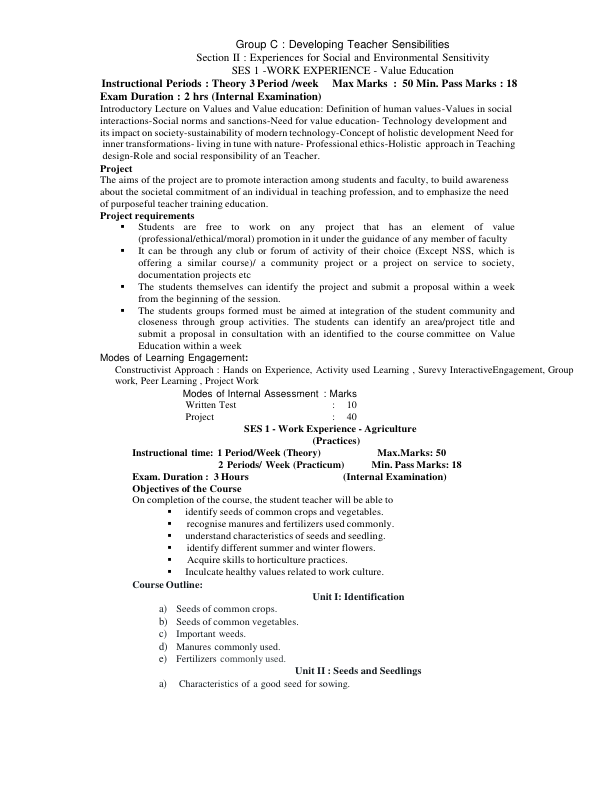 Group C : Developing Teacher Sensibilities
Section II : Experiences for Social and Environmental Sensitivity
SES 1 -WORK EXPERIENCE - Value Education
Instructional Periods : Theory 3 Period /week Max Marks : 50 Min. Pass Marks : 18
Exam Duration : 2 hrs (Internal Examination)
Introductory Lecture on Values and Value education: Definition of human values-Values in social
interactions-Social norms and sanctions-Need for value education- Technology development and
its impact on society-sustainability of modern technology-Concept of holistic development Need for
inner transformations- living in tune with nature- Professional ethics-Holistic approach in Teaching
design-Role and social responsibility of an Teacher.
Project
The aims of the project are to promote interaction among students and faculty, to build awareness
about the societal commitment of an individual in teaching profession, and to emphasize the need
of purposeful teacher training education.
Project requirements
▪ Students are free to work on any project that has an element of value
(professional/ethical/moral) promotion in it under the guidance of any member of faculty
▪ It can be through any club or forum of activity of their choice (Except NSS, which is
offering a similar course)/ a community project or a project on service to society,
documentation projects etc
▪ The students themselves can identify the project and submit a proposal within a week
from the beginning of the session.
▪ The students groups formed must be aimed at integration of the student community and
closeness through group activities. The students can identify an area/project title and
submit a proposal in consultation with an identified to the course committee on Value
Education within a week
Modes of Learning Engagement:
Constructivist Approach : Hands on Experience, Activity used Learning , Surevy InteractiveEngagement, Group
work, Peer Learning , Project Work
Modes of Internal Assessment : Marks
Written Test : 10
Project : 40
SES 1 - Work Experience - Agriculture
(Practices)
Instructional time: 1 Period/Week (Theory) Max.Marks: 50
2 Periods/ Week (Practicum) Min. Pass Marks: 18
Exam. Duration : 3 Hours (Internal Examination)
Objectives of the Course
On completion of the course, the student teacher will be able to
▪ identify seeds of common crops and vegetables.
▪ recognise manures and fertilizers used commonly.
▪ understand characteristics of seeds and seedling.
▪ identify different summer and winter flowers.
▪ Acquire skills to horticulture practices.
▪ Inculcate healthy values related to work culture.
Course Outline:
Unit I: Identification
a) Seeds of common crops.
b) Seeds of common vegetables.
c) Important weeds.
d) Manures commonly used.
e) Fertilizers commonly used.
Unit II : Seeds and Seedlings
a) Characteristics of a good seed for sowing.